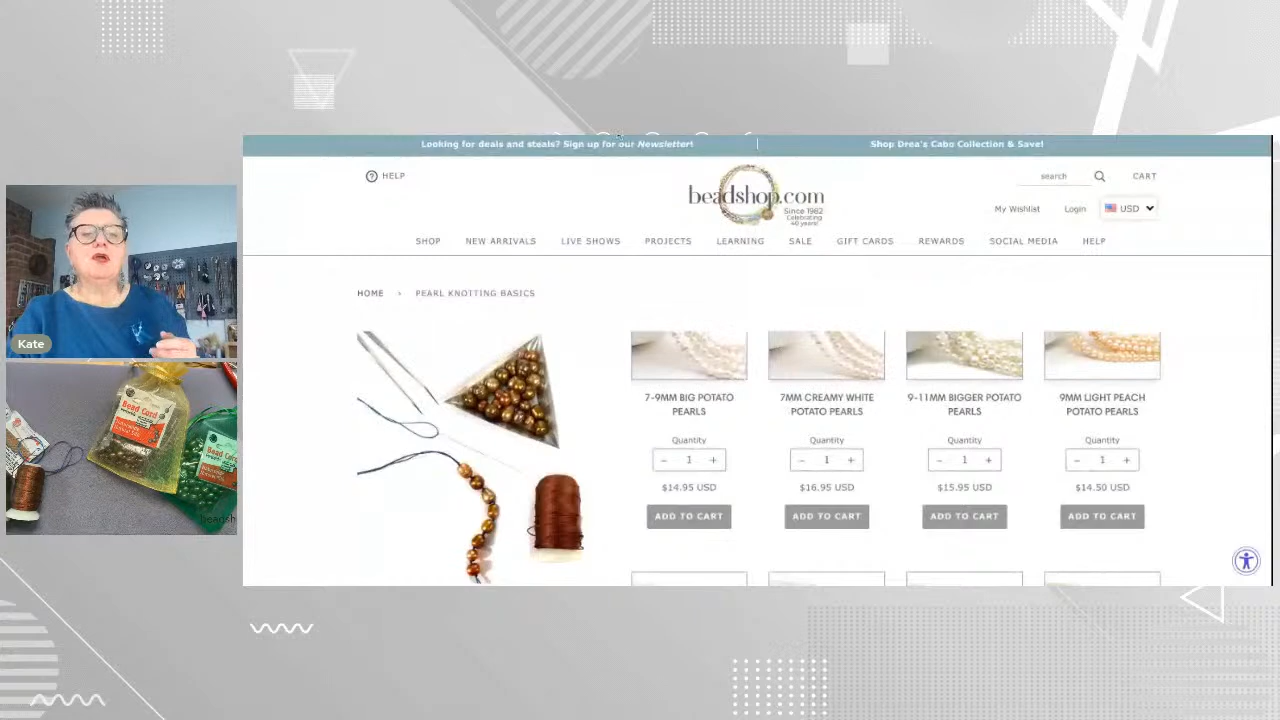 Looking for deals and steals? Sign up for our Newsletter!
Shop Drea's Cabo Collection & Save!
HELP
beadshop.com
Since 1982
Celebrating
40 years!
search
CART
My Wishlist
Login
USD
SHOP
NEW ARRIVALS
LIVE SHOWS
PROJECTS
LEARNING
SALE
GIFT CARDS
REWARDS
SOCIAL MEDIA
HELP
HOME › PEARL KNOTTING BASICS
Kate
Bead Cord
Bead Cord
7-9MM BIG POTATO
PEARLS
Quantity
− 1 +
$14.95 USD
ADD TO CART
7MM CREAMY WHITE
POTATO PEARLS
Quantity
− 1 +
$16.95 USD
ADD TO CART
9-11MM BIGGER POTATO
PEARLS
Quantity
− 1 +
$15.95 USD
ADD TO CART
9MM LIGHT PEACH
POTATO PEARLS
Quantity
− 1 +
$14.50 USD
ADD TO CART